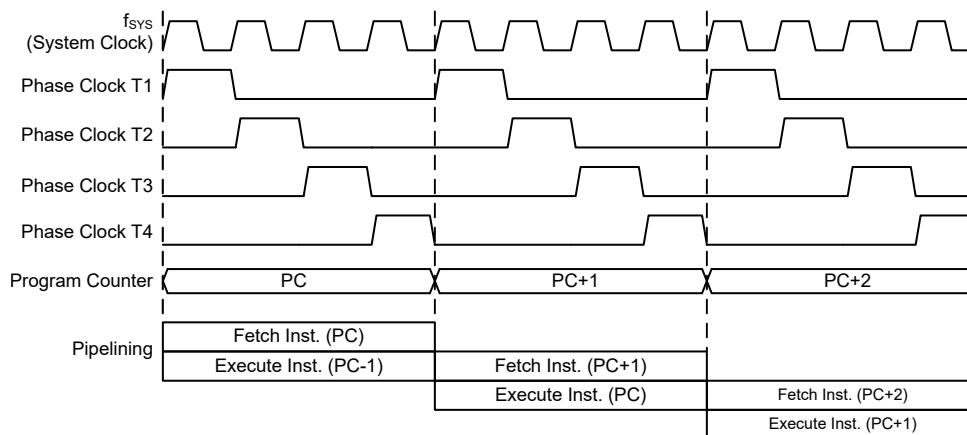 fSYS
(System Clock)
Phase Clock T1
Phase Clock T2
Phase Clock T3
Phase Clock T4
Program Counter PC PC+1 PC+2
Pipelining
Fetch Inst. (PC)
Execute Inst. (PC-1) Fetch Inst. (PC+1)
Execute Inst. (PC) Fetch Inst. (PC+2)
Execute Inst. (PC+1)